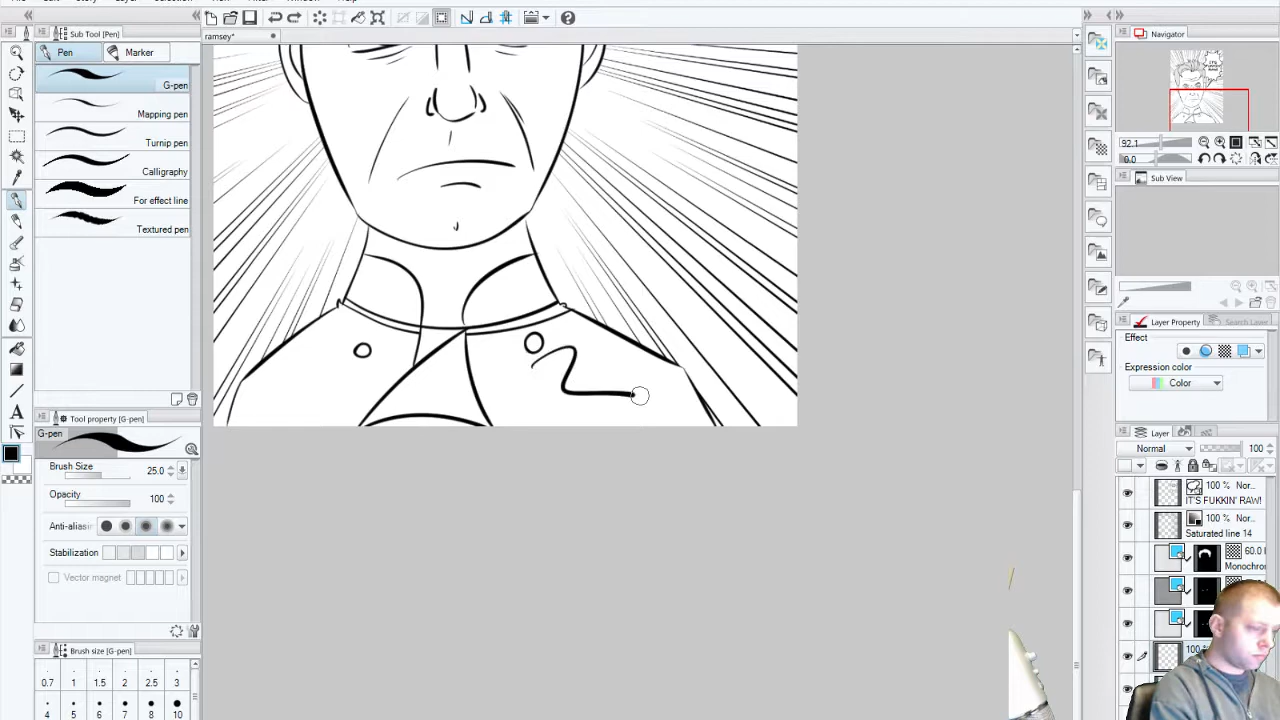 Sub Tool [Pen]
Pen
Marker
G-pen
Mapping pen
Turnip pen
Calligraphy
For effect line
Textured pen
Tool property [G-pen]
G-pen
Brush Size
25.0
Opacity
100
Stabilization
Vector magnet
Brush size [G-pen]
0.7 1 1.5 2 2.5 3
4 5 6 7 8 10
ramsey*
Navigator
92.1
0.0
Sub View
Layer Property
Search Layer
Effect
Expression color
Color
Layer
Normal
100
100 % Nor...
IT'S FUKKIN' RAW!
100 % Nor...
Saturated line 14
60.0
Monochro